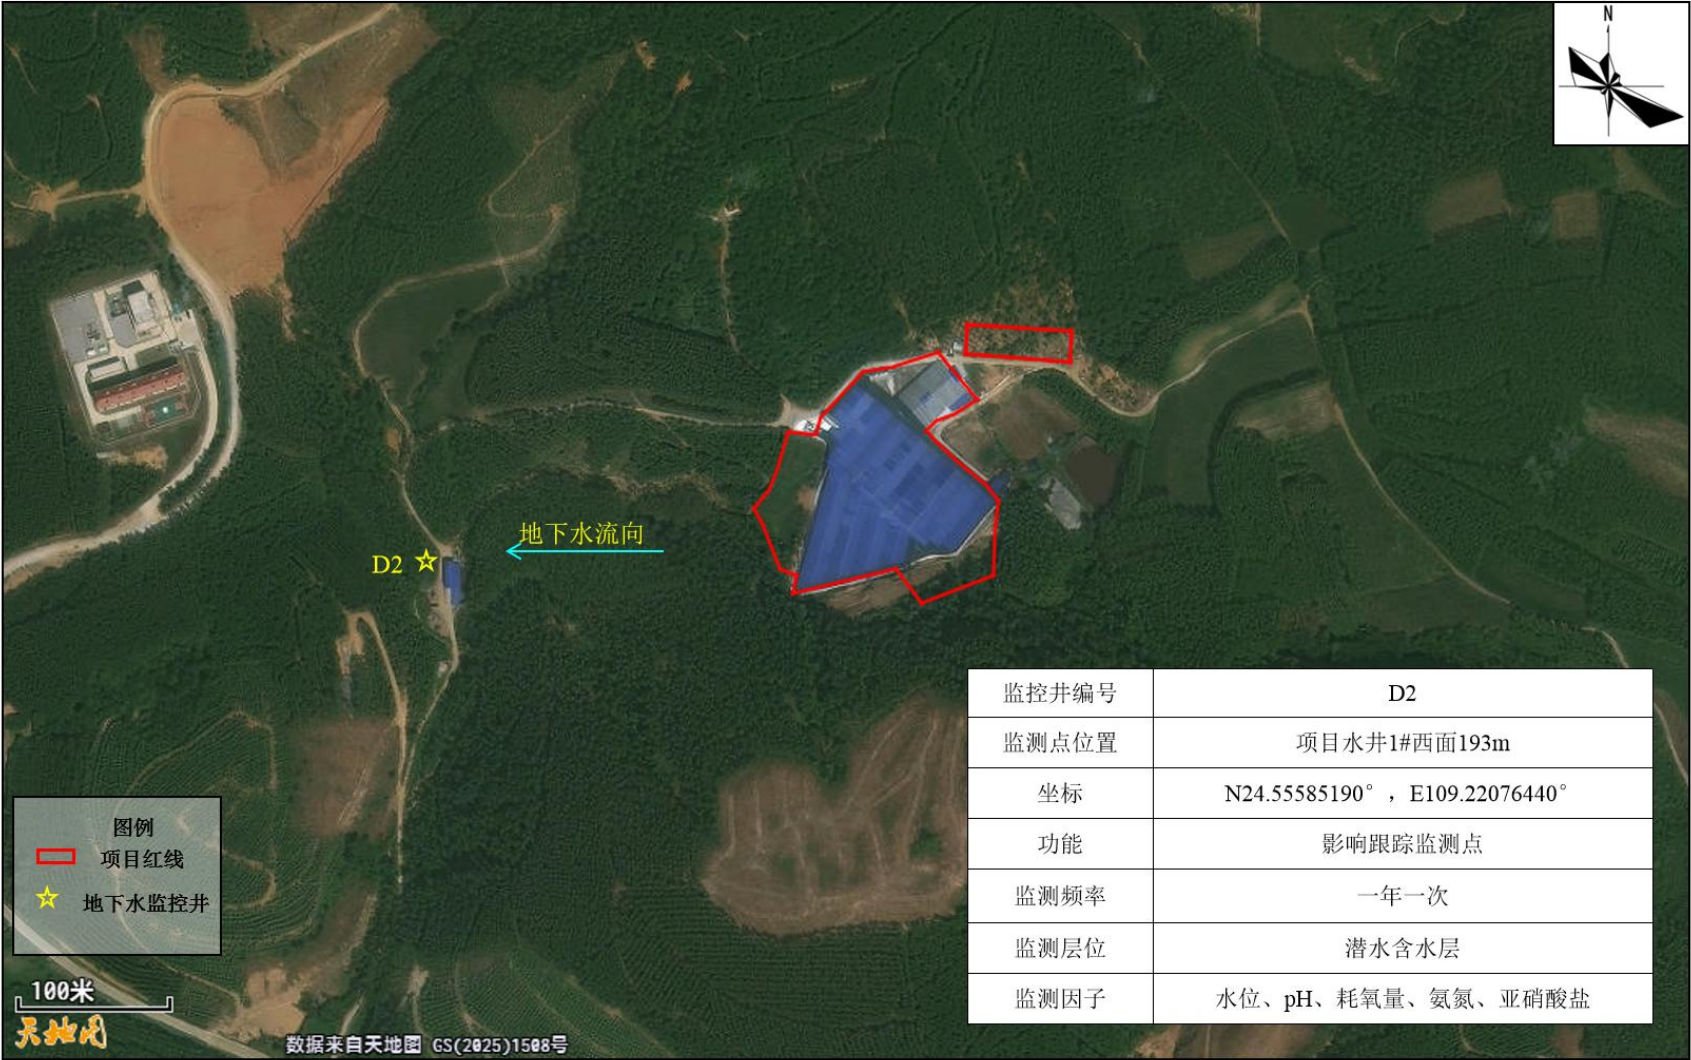 N
地下水流向
D2
监控井编号 D2
监测点位置 项目水井1#西面193m
坐标 N24.55585190°，E109.22076440°
功能 影响跟踪监测点
监测频率 一年一次
监测层位 潜水含水层
监测因子 水位、pH、耗氧量、氨氮、亚硝酸盐
图例
项目红线
地下水监控井
100米
天地图
数据来自天地图 GS(2025)1508号